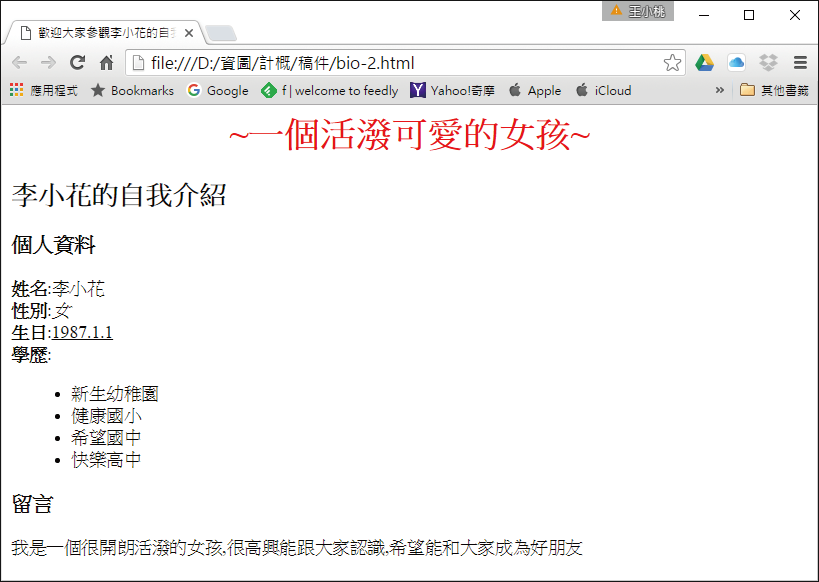 王小桃
歡迎大家參觀李小花的自我
file:///D:/資圖/計概/稿件/bio-2.html
應用程式 Bookmarks Google f | welcome to feedly Yahoo!奇摩 Apple iCloud » 其他書籤
~一個活潑可愛的女孩~
李小花的自我介紹
個人資料
姓名:李小花
性別:女
生日:1987.1.1
學歷:
• 新生幼稚園
• 健康國小
• 希望國中
• 快樂高中
留言
我是一個很開朗活潑的女孩,很高興能跟大家認識,希望能和大家成為好朋友